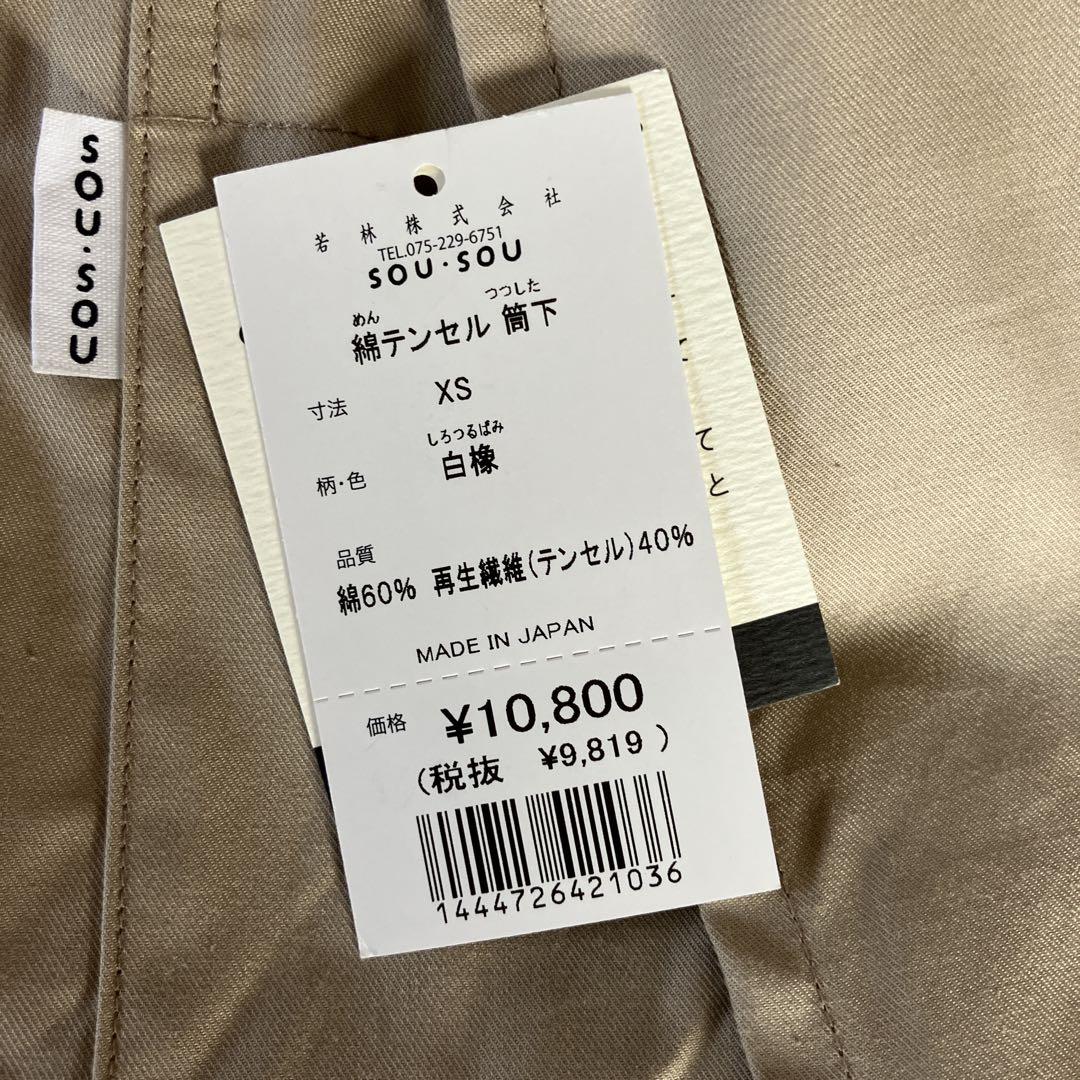 SOU・SOU
若林株式会社
TEL.075-229-6751
SOU・SOU
めん つつした
綿テンセル 筒下
寸法 XS
しろつるばみ
柄・色 白橡
品質
綿60% 再生繊維(テンセル)40%
MADE IN JAPAN
価格 ¥10,800
(税抜 ¥9,819 )
1444726421036
て
と